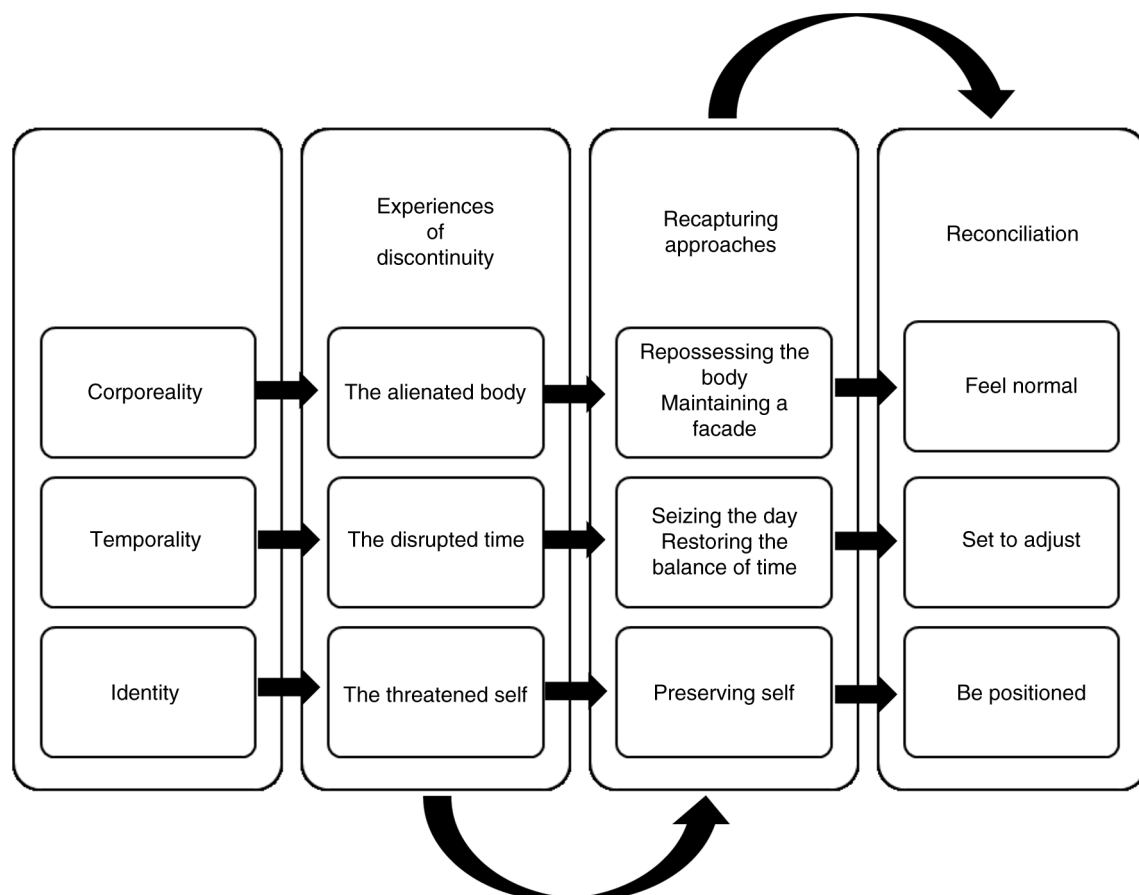 Experiences
of
discontinuity
Recapturing
approaches
Reconciliation
Corporeality
The alienated body
Repossessing the
body
Maintaining a
facade
Feel normal
Temporality
The disrupted time
Seizing the day
Restoring the
balance of time
Set to adjust
Identity
The threatened self
Preserving self
Be positioned